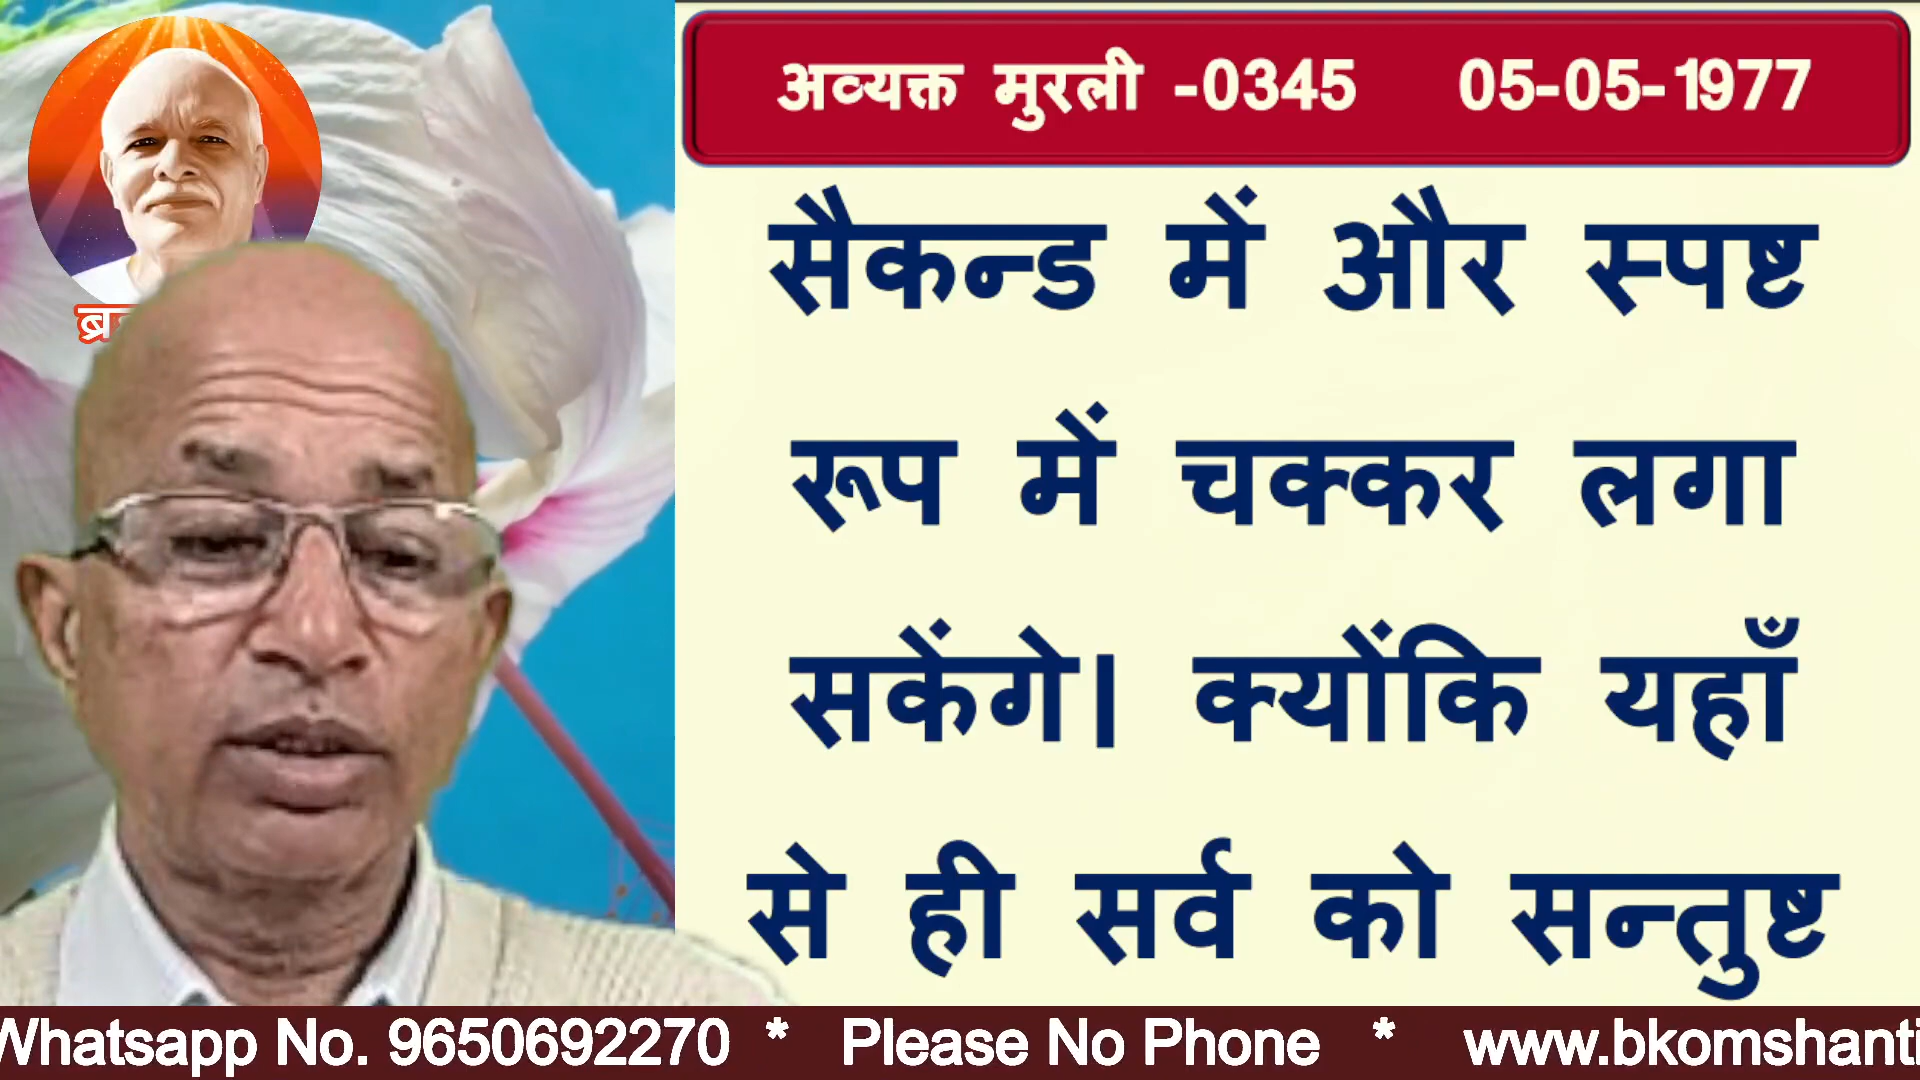 अव्यक्त मुरली -0345 05-05-1977
सैकन्ड में और स्पष्ट
रूप में चक्कर लगा
सकेंगे। क्योंकि यहाँ
से ही सर्व को सन्तुष्ट
Whatsapp No. 9650692270 * Please No Phone * www.bkomshanti